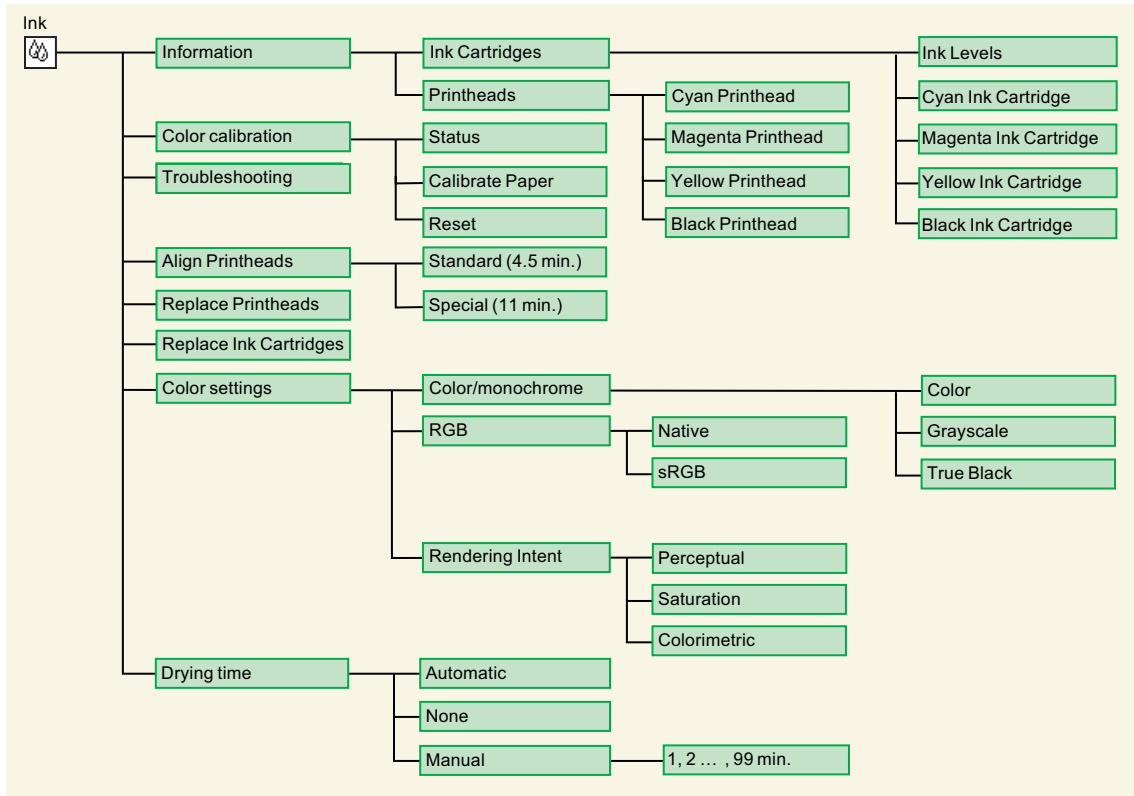 Ink
Information
Ink Cartridges
Ink Levels
Printheads
Cyan Printhead
Cyan Ink Cartridge
Color calibration
Status
Magenta Printhead
Magenta Ink Cartridge
Troubleshooting
Calibrate Paper
Yellow Printhead
Yellow Ink Cartridge
Reset
Black Printhead
Black Ink Cartridge
Align Printheads
Standard (4.5 min.)
Replace Printheads
Special (11 min.)
Replace Ink Cartridges
Color settings
Color/monochrome
Color
RGB
Native
Grayscale
sRGB
True Black
Rendering Intent
Perceptual
Saturation
Colorimetric
Drying time
Automatic
None
Manual
1, 2 ... , 99 min.